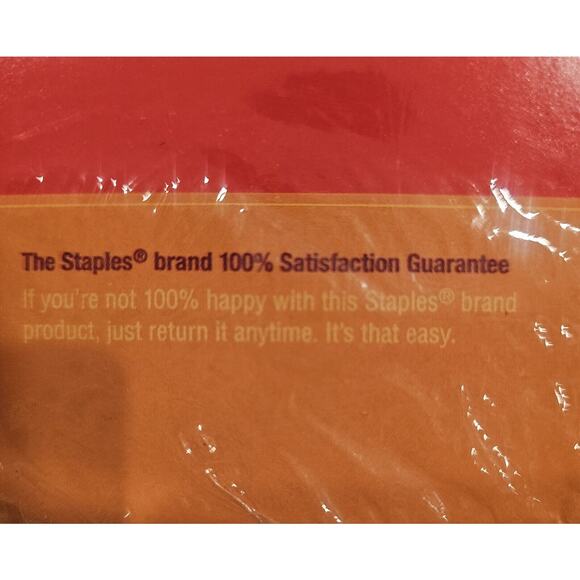 The Staples® brand 100% Satisfaction Guarantee
If you're not 100% happy with this Staples® brand
product, just return it anytime. It's that easy.